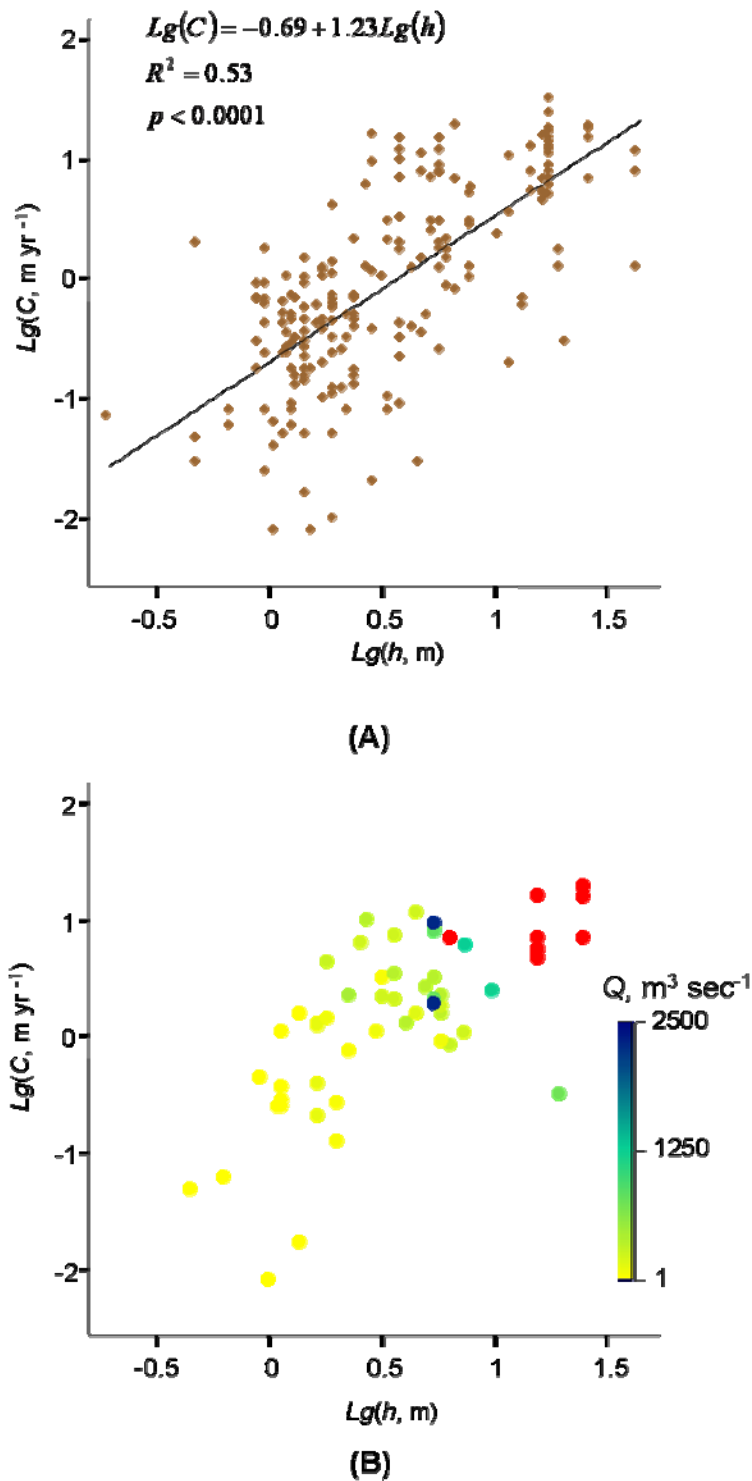 Lg(C)=−0.69+1.23Lg(h)
R² = 0.53
p < 0.0001
2
1
0
-1
-2
Lg(C, m yr⁻¹)
-0.5
0
0.5
1
1.5
Lg(h, m)
(A)
2
1
0
-1
-2
Lg(C, m yr⁻¹)
Q, m³ sec⁻¹
2500
1250
1
-0.5
0
0.5
1
1.5
Lg(h, m)
(B)